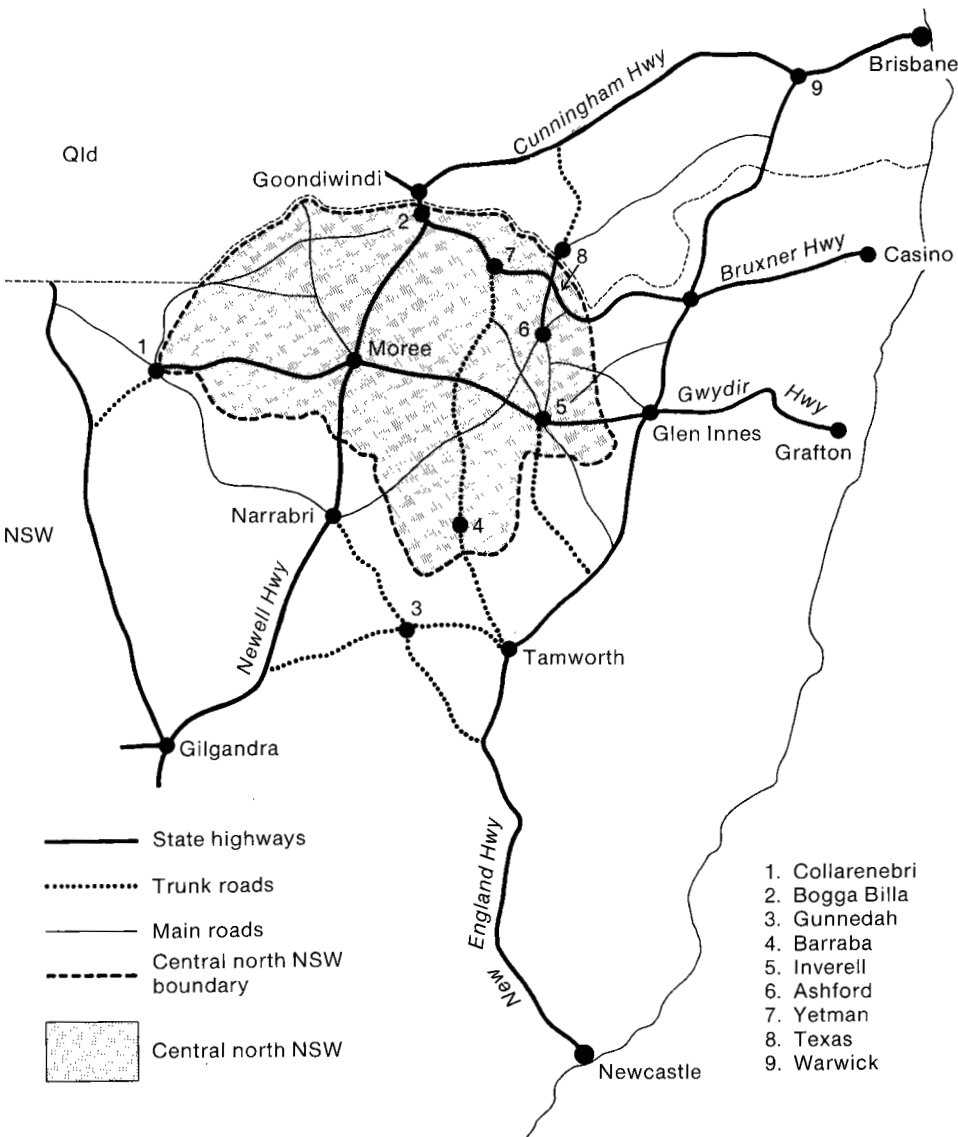 Brisbane
Cunningham Hwy
9
Qld
Goondiwindi
2
7
8
Bruxner Hwy
Casino
6
1
Moree
5
Gwydir Hwy
Glen Innes
Grafton
Narrabri
4
NSW
Newell Hwy
3
Tamworth
Gilgandra
New England Hwy
Newcastle
State highways
Trunk roads
Main roads
Central north NSW
boundary
Central north NSW
1. Collarenebri
2. Bogga Billa
3. Gunnedah
4. Barraba
5. Inverell
6. Ashford
7. Yetman
8. Texas
9. Warwick